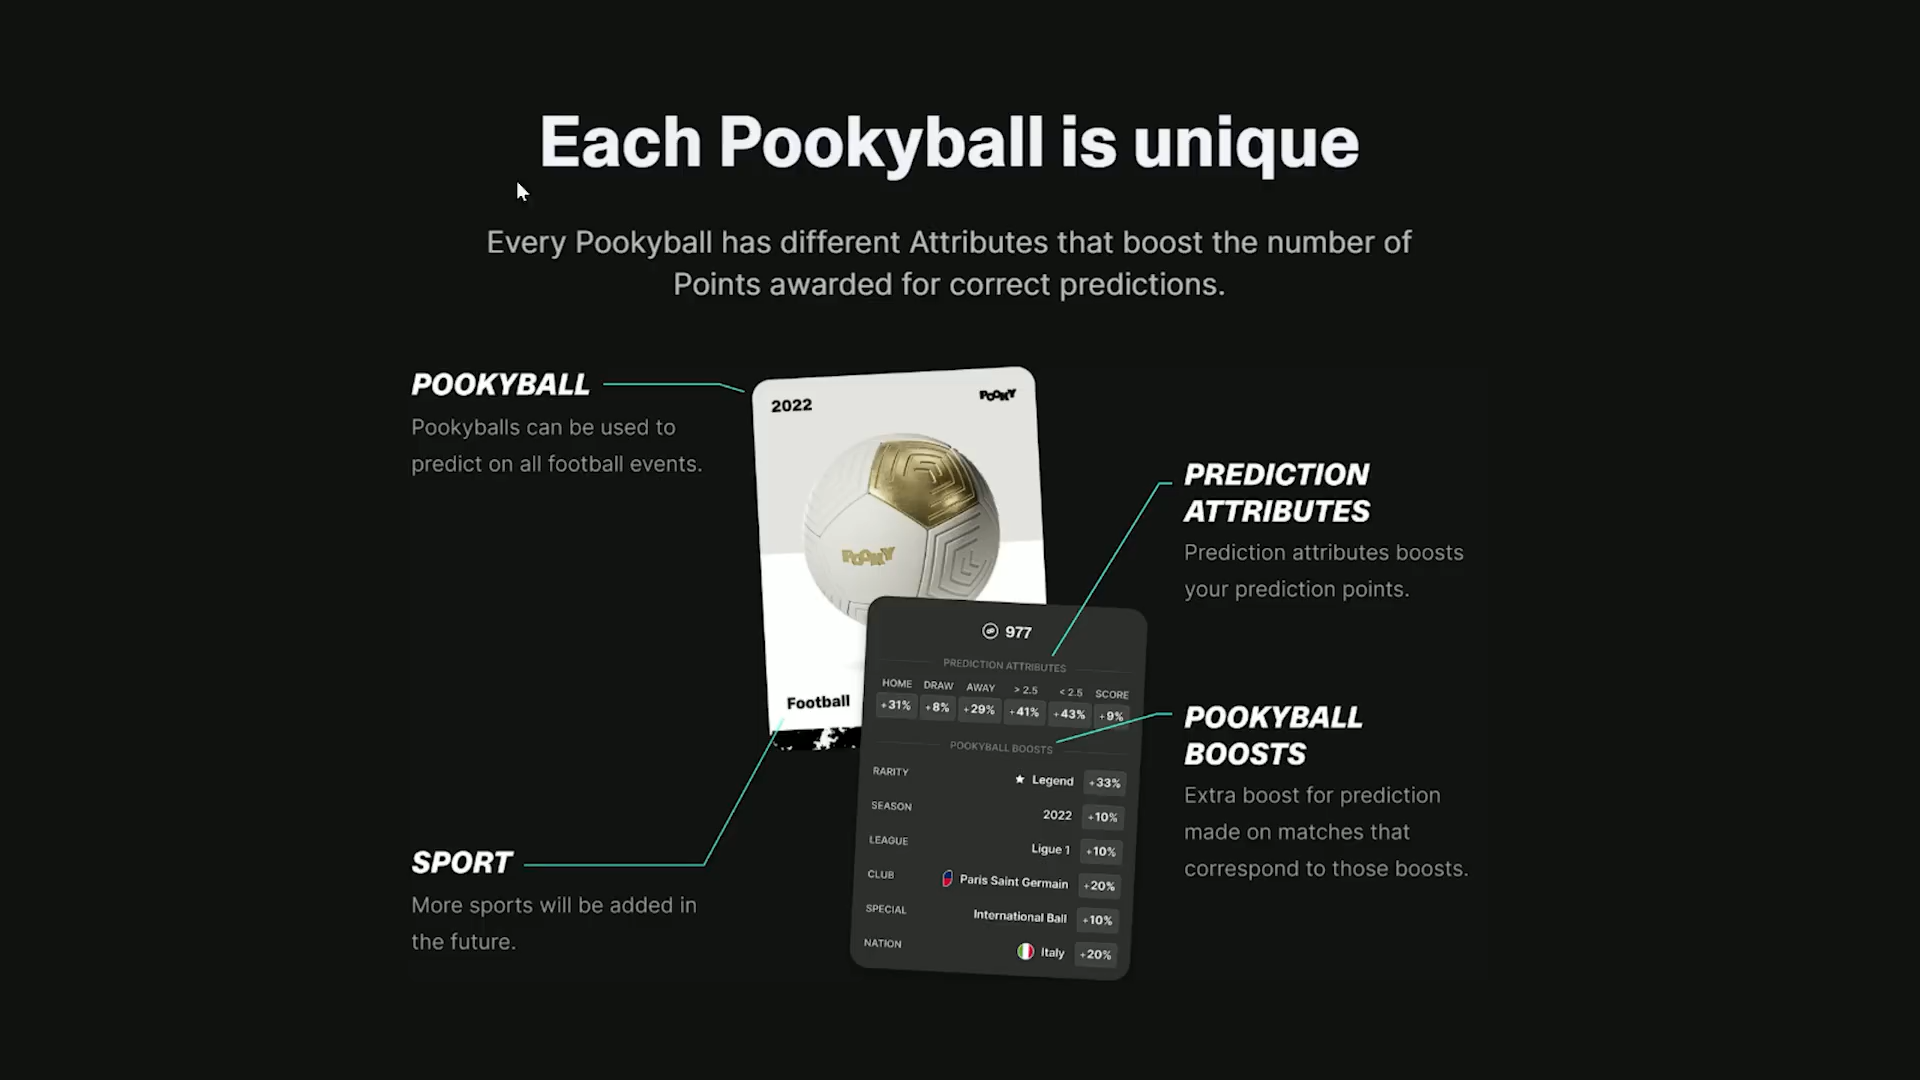 Each Pookyball is unique
Every Pookyball has different Attributes that boost the number of
Points awarded for correct predictions.
POOKYBALL
Pookyballs can be used to
predict on all football events.
2022
POOKY
POOKY
Football
SPORT
More sports will be added in
the future.
977
PREDICTION ATTRIBUTES
HOME DRAW AWAY > 2.5 < 2.5 SCORE
+31% +8% +29% +41% +43% +9%
POOKYBALL BOOSTS
RARITY Legend +33%
SEASON 2022 +10%
LEAGUE Ligue 1 +10%
CLUB Paris Saint Germain +20%
SPECIAL International Ball +10%
NATION Italy +20%
PREDICTION
ATTRIBUTES
Prediction attributes boosts
your prediction points.
POOKYBALL
BOOSTS
Extra boost for prediction
made on matches that
correspond to those boosts.